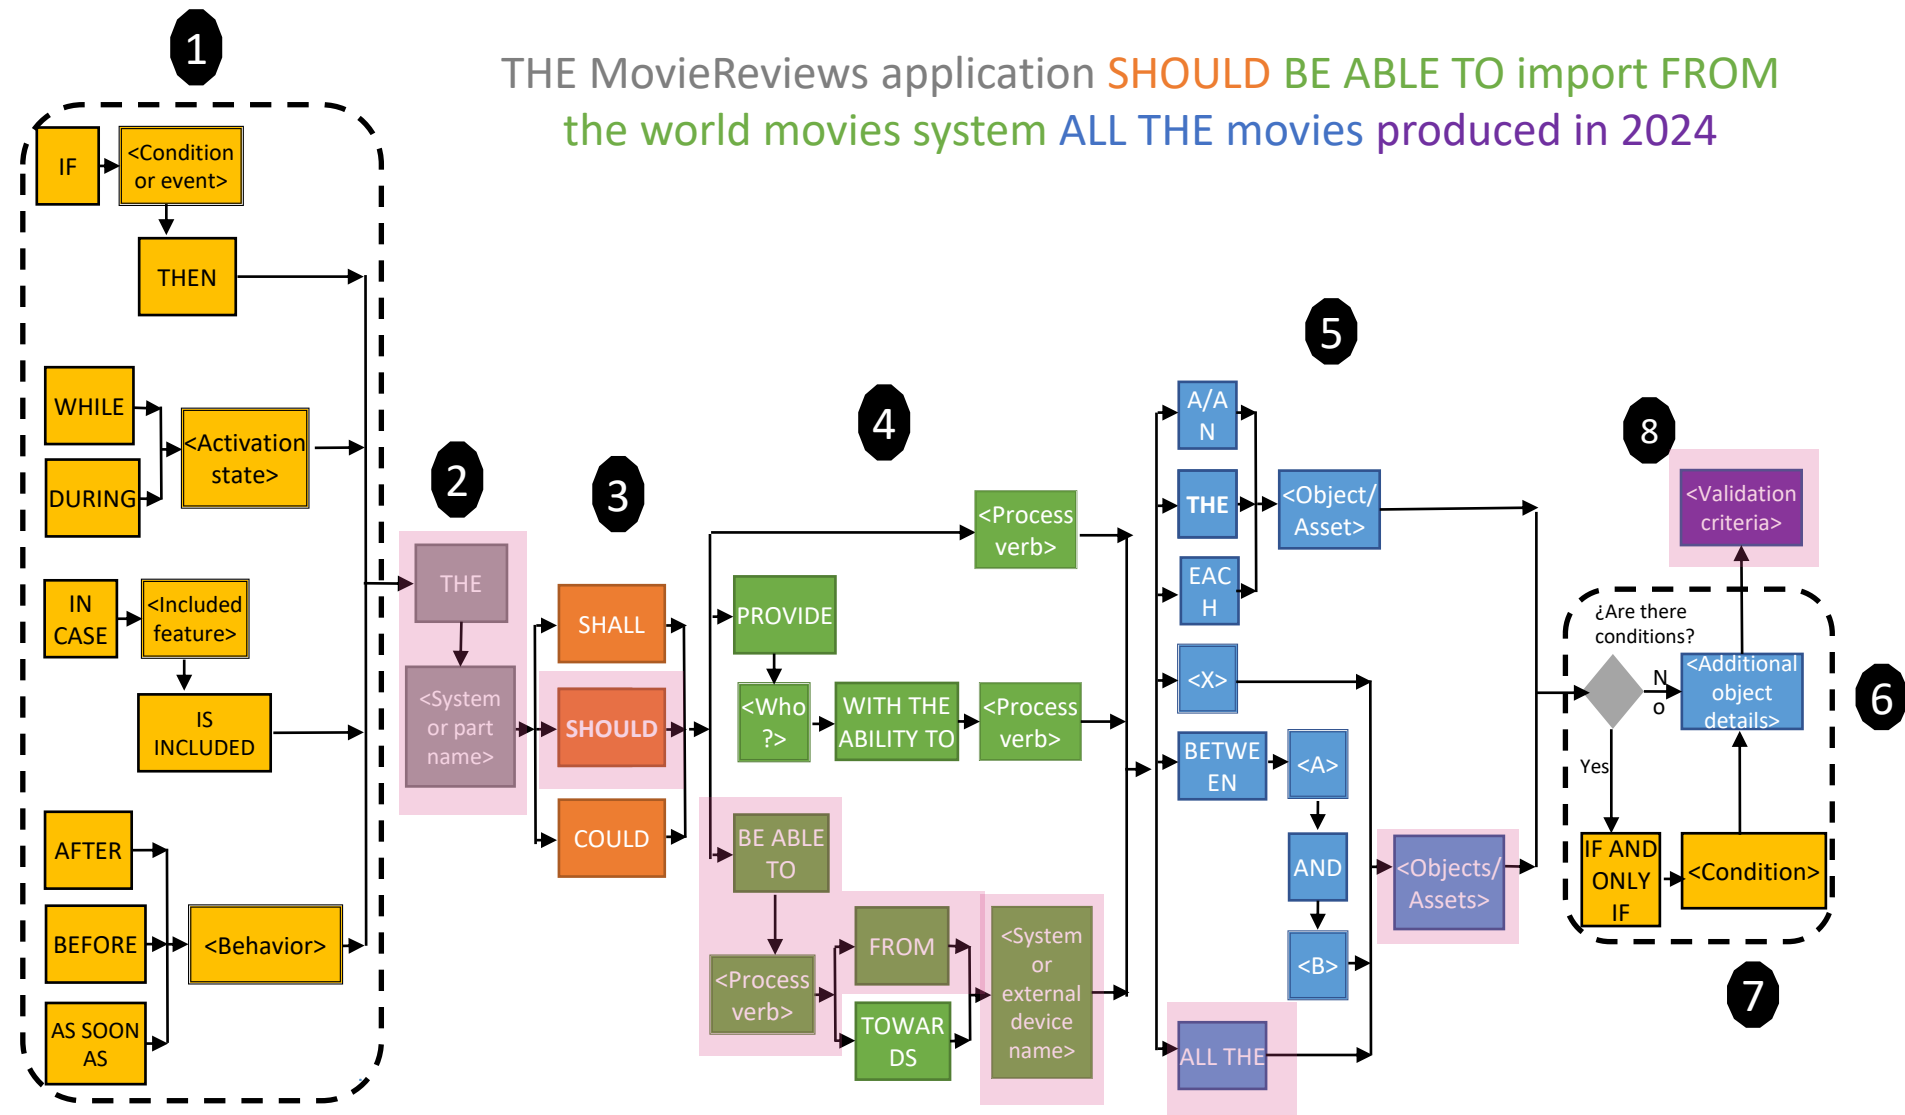 1
THE MovieReviews application SHOULD BE ABLE TO import FROM
the world movies system ALL THE movies produced in 2024
IF
<Condition
or event>
THEN
WHILE
DURING
<Activation
state>
IN
CASE
<Included
feature>
IS
INCLUDED
AFTER
BEFORE
AS SOON
AS
<Behavior>
2
THE
<System
or part
name>
3
SHALL
SHOULD
COULD
4
<Process
verb>
PROVIDE
<Who
?>
WITH THE
ABILITY TO
<Process
verb>
BE ABLE
TO
<Process
verb>
FROM
TOWAR
DS
<System
or
external
device
name>
5
A/A
N
THE
EAC
H
<Object/
Asset>
<X>
BETWE
EN
<A>
AND
<B>
ALL THE
<Objects/
Assets>
8
<Validation
criteria>
¿Are there
conditions?
N
o
Yes
<Additional
object
details>
6
IF AND
ONLY
IF
<Condition>
7